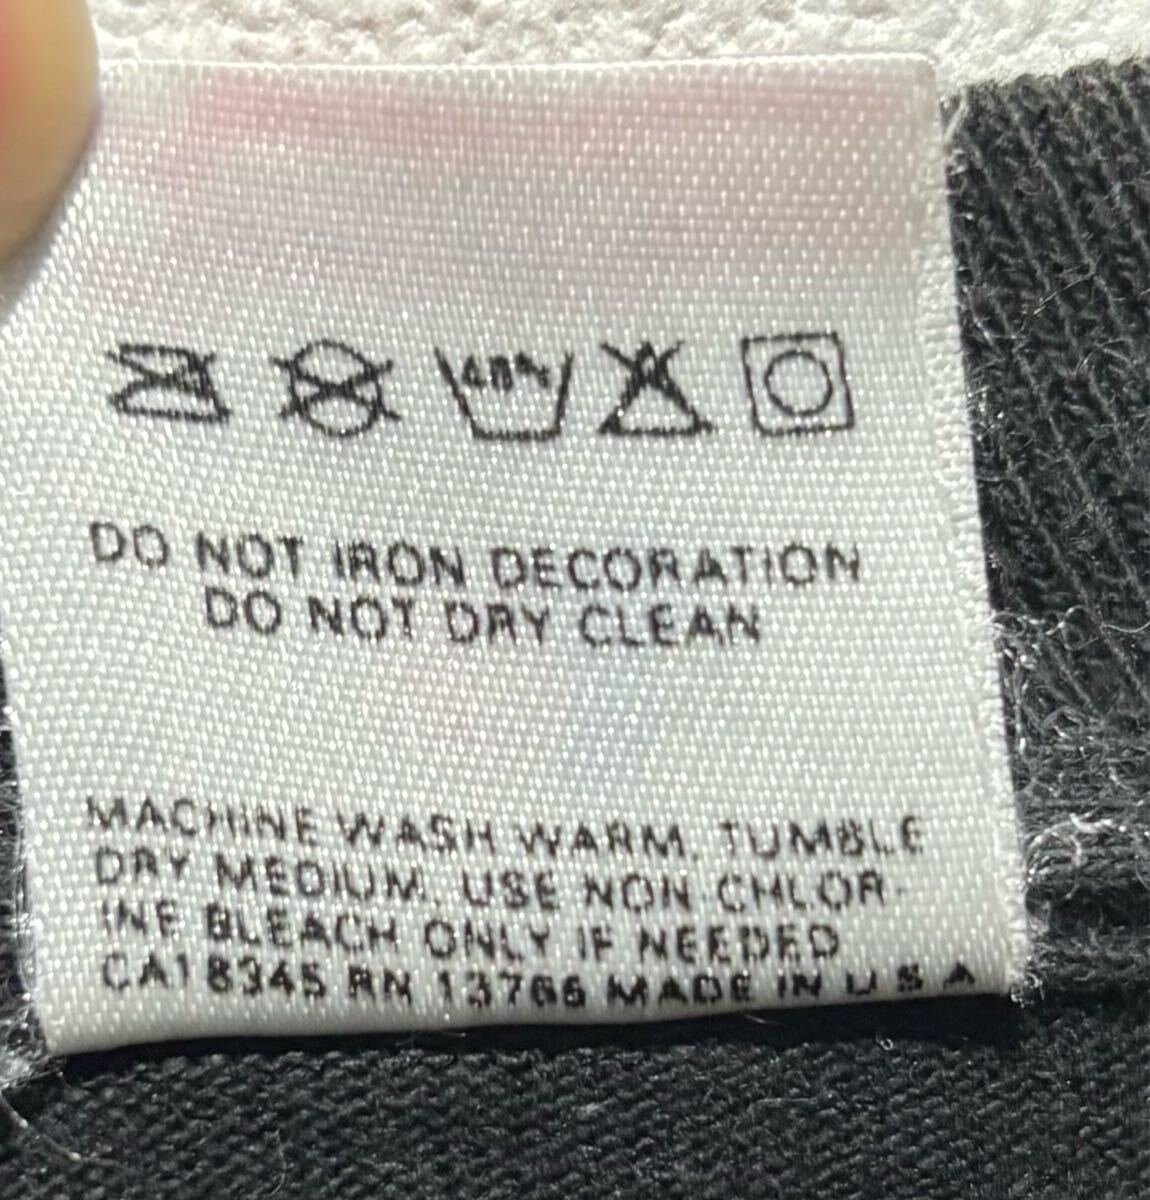 40°
DO NOT IRON DECORATION
DO NOT DRY CLEAN
MACHINE WASH WARM, TUMBLE
DRY MEDIUM, USE NON-CHLOR-
INE BLEACH ONLY IF NEEDED
CA18345 RN 13766 MADE IN U S A